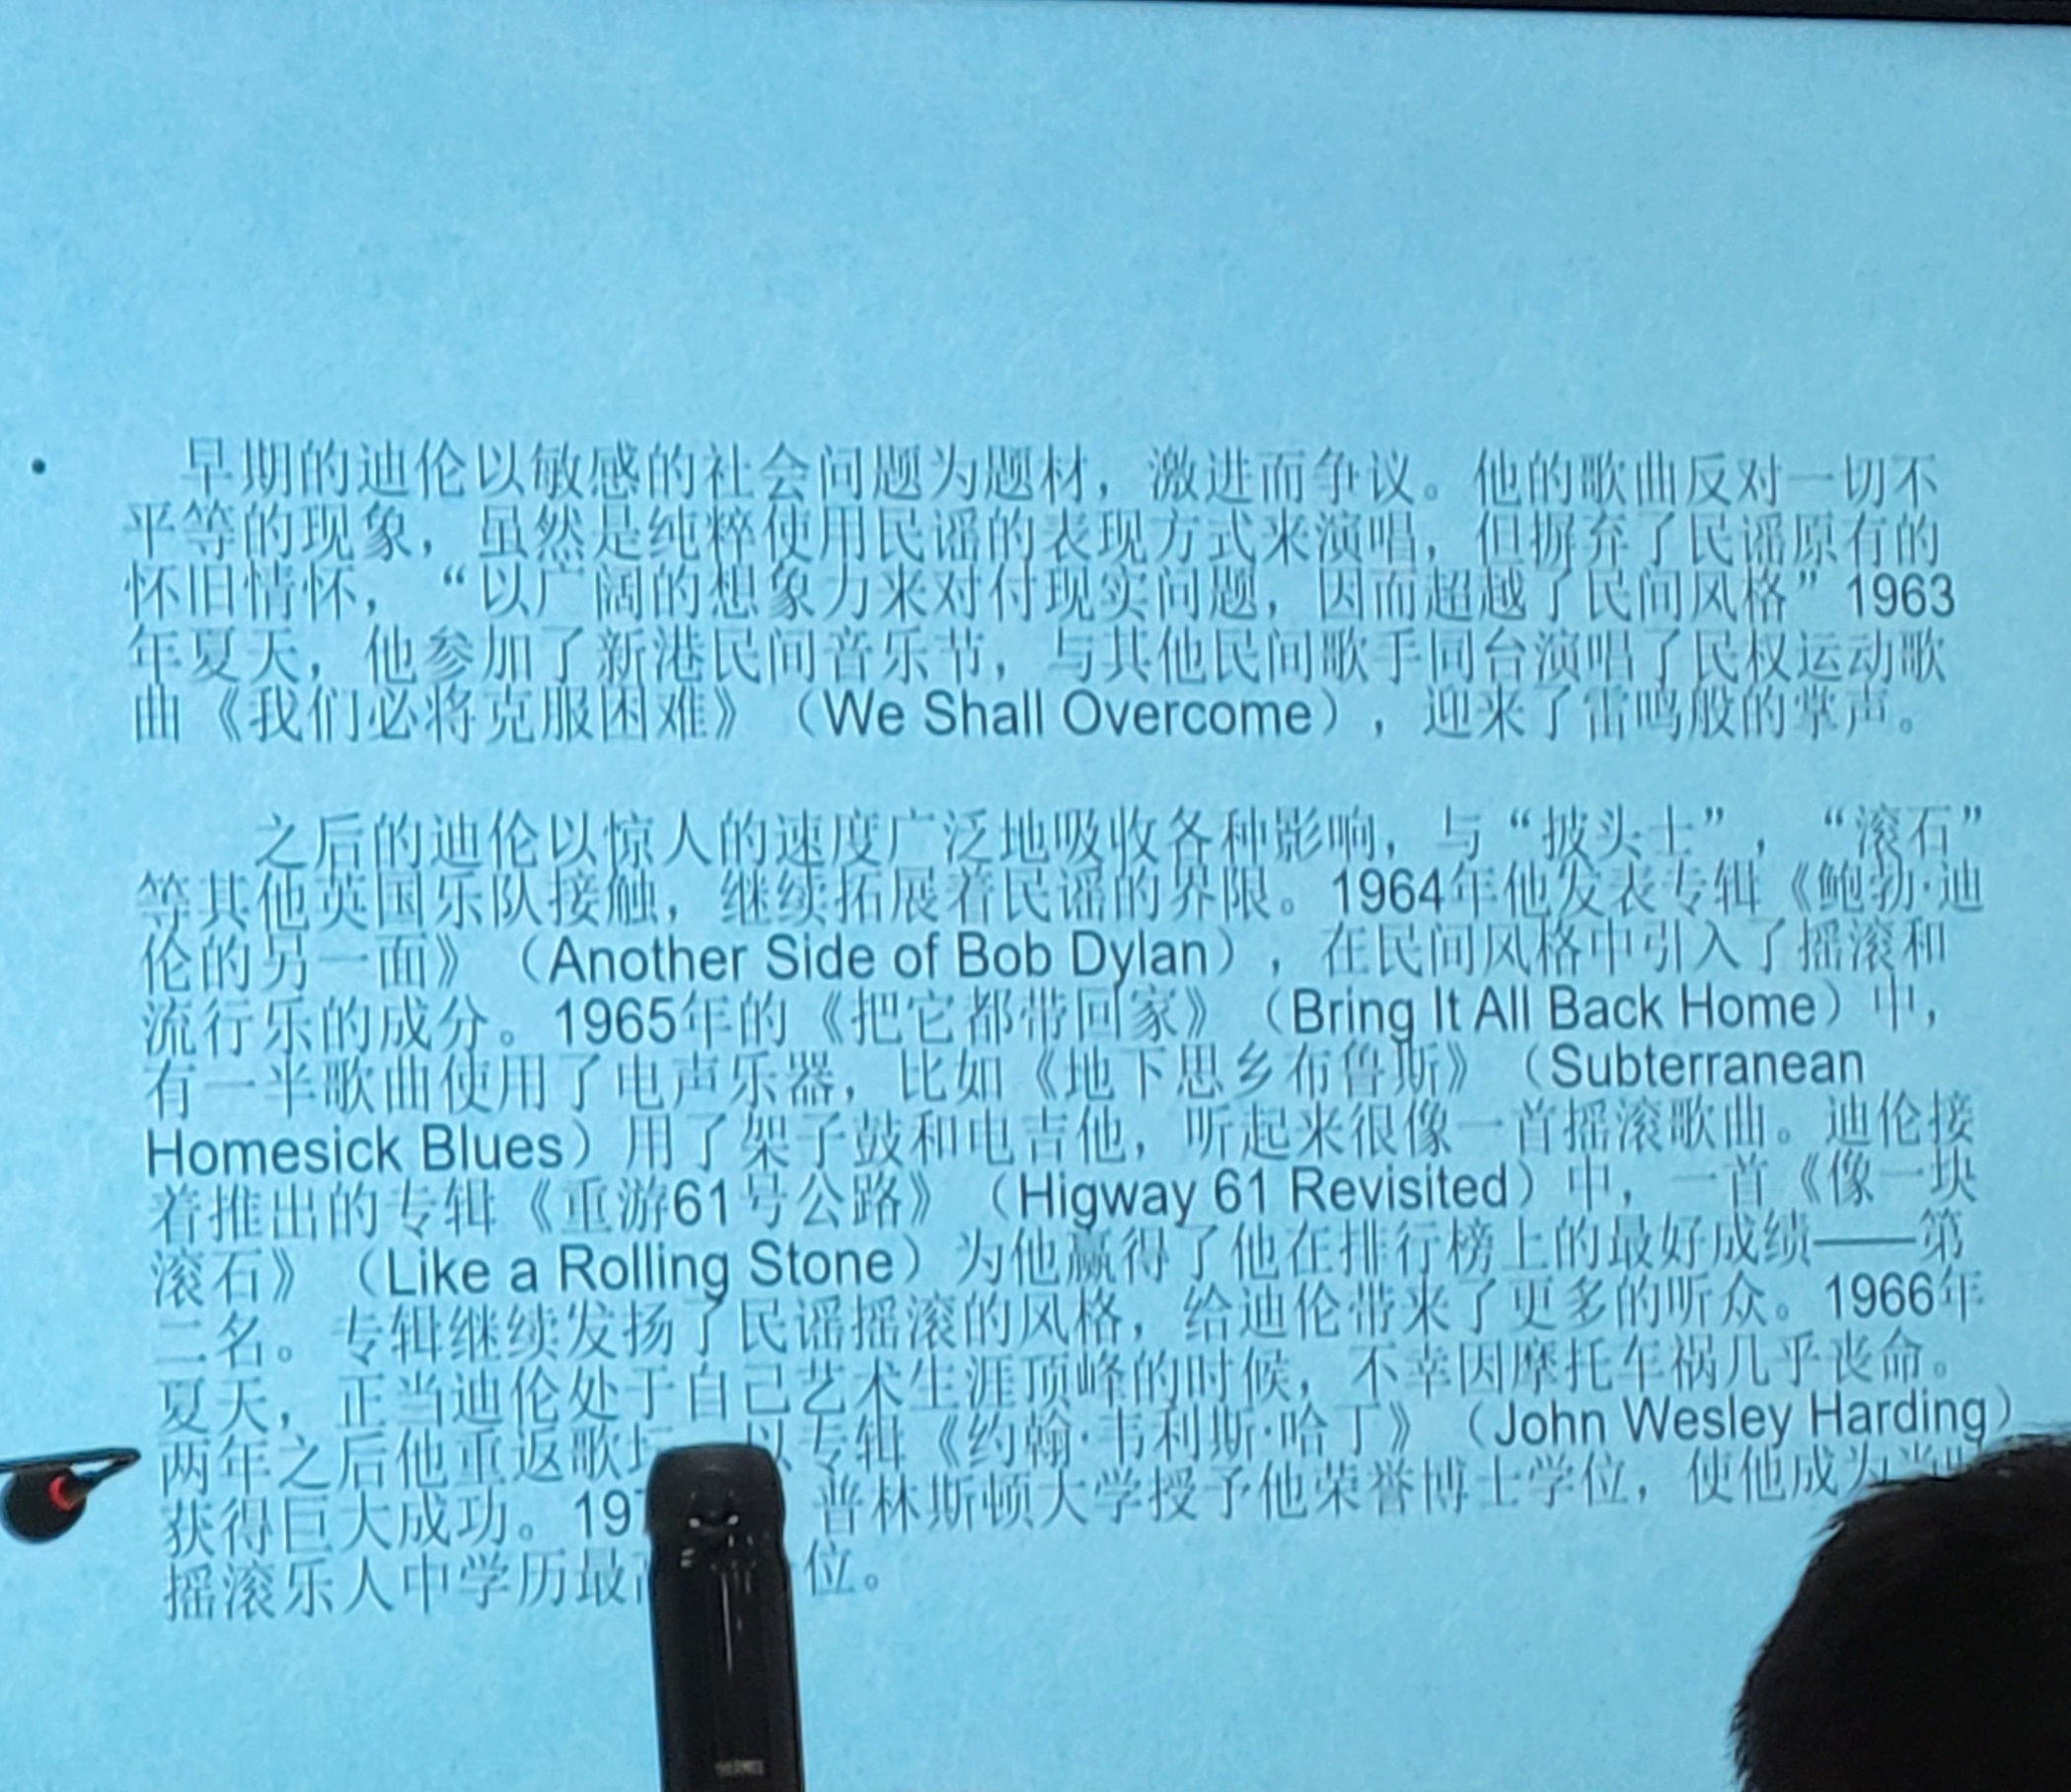 • 早期的迪伦以敏感的社会问题为题材，激进而争议。他的歌曲反对一切不
平等的现象，虽然是纯粹使用民谣的表现方式来演唱，但摒弃了民谣原有的
怀旧情怀，“以广阔的想象力来对付现实问题，因而超越了民间风格”1963
年夏天，他参加了新港民间音乐节，与其他民间歌手同台演唱了民权运动歌
曲《我们必将克服困难》（We Shall Overcome），迎来了雷鸣般的掌声。
之后的迪伦以惊人的速度广泛地吸收各种影响，与“披头士”，“滚石”
等其他英国乐队接触，继续拓展着民谣的界限。1964年他发表专辑《鲍勃·迪
伦的另一面》（Another Side of Bob Dylan），在民间风格中引入了摇滚和
流行乐的成分。1965年的《把它都带回家》（Bring It All Back Home）中，
有一半歌曲使用了电声乐器，比如《地下思乡布鲁斯》（Subterranean
Homesick Blues）用了架子鼓和电吉他，听起来很像一首摇滚歌曲。迪伦接
着推出的专辑《重游61号公路》（Higway 61 Revisited）中，一首《像一块
滚石》（Like a Rolling Stone）为他赢得了他在排行榜上的最好成绩——第
二名。专辑继续发扬了民谣摇滚的风格，给迪伦带来了更多的听众。1966年
夏天，正当迪伦处于自己艺术生涯顶峰的时候，不幸因摩托车祸几乎丧命。
两年之后他重返歌坛 以专辑《约翰·韦利斯·哈丁》（John Wesley Harding）
获得巨大成功。19 普林斯顿大学授予他荣誉博士学位，使他成为
摇滚乐人中学历最 位。
THERMOS